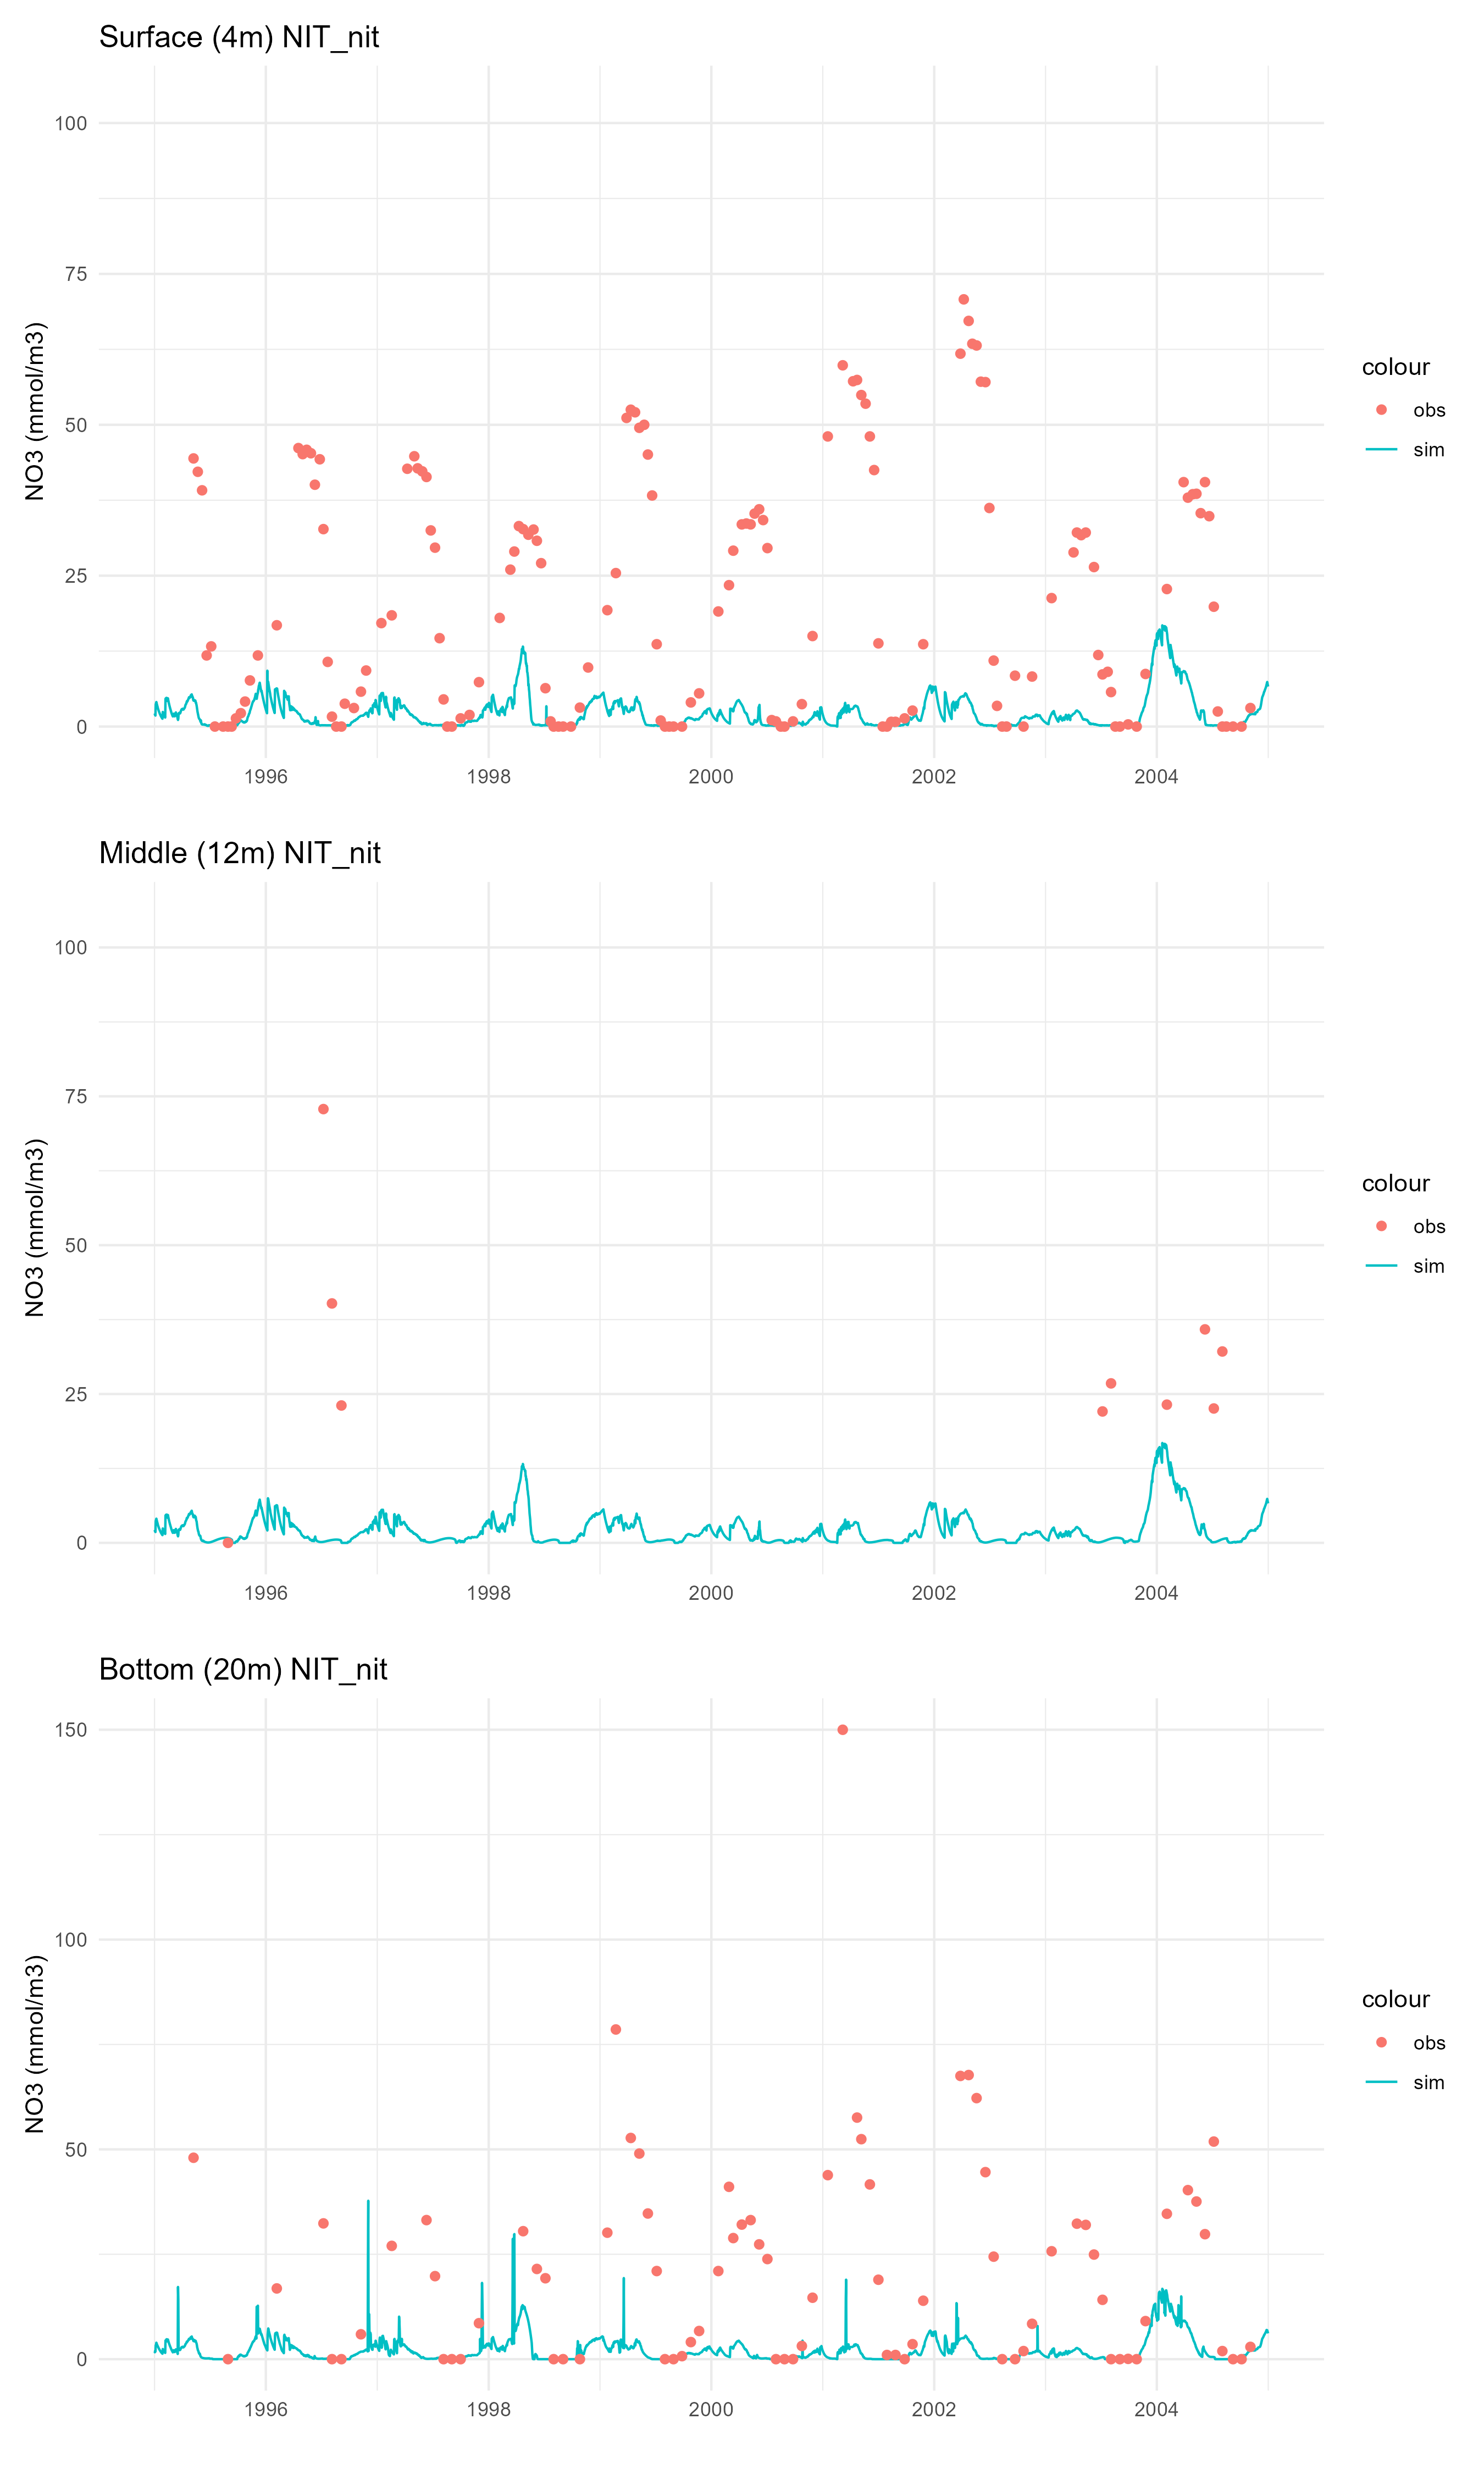 Surface (4m) NIT_nit
100
75
50
25
0
NO3 (mmol/m3)
1996 1998 2000 2002 2004
colour
obs
sim
Middle (12m) NIT_nit
100
75
50
25
0
NO3 (mmol/m3)
1996 1998 2000 2002 2004
colour
obs
sim
Bottom (20m) NIT_nit
150
100
50
0
NO3 (mmol/m3)
1996 1998 2000 2002 2004
colour
obs
sim